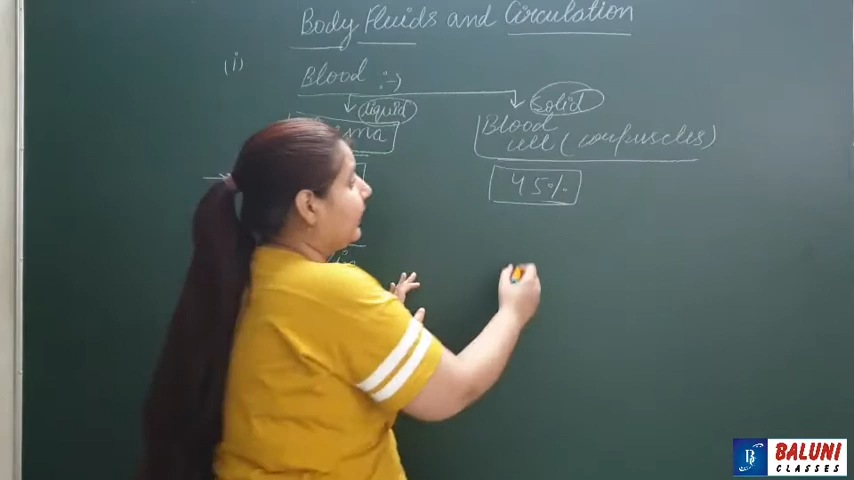 Body Fluids and Circulation
(i)
Blood :-)
Liquid
Solid
Blood
cell (corpuscles)
45%
BALUNI
CLASSES